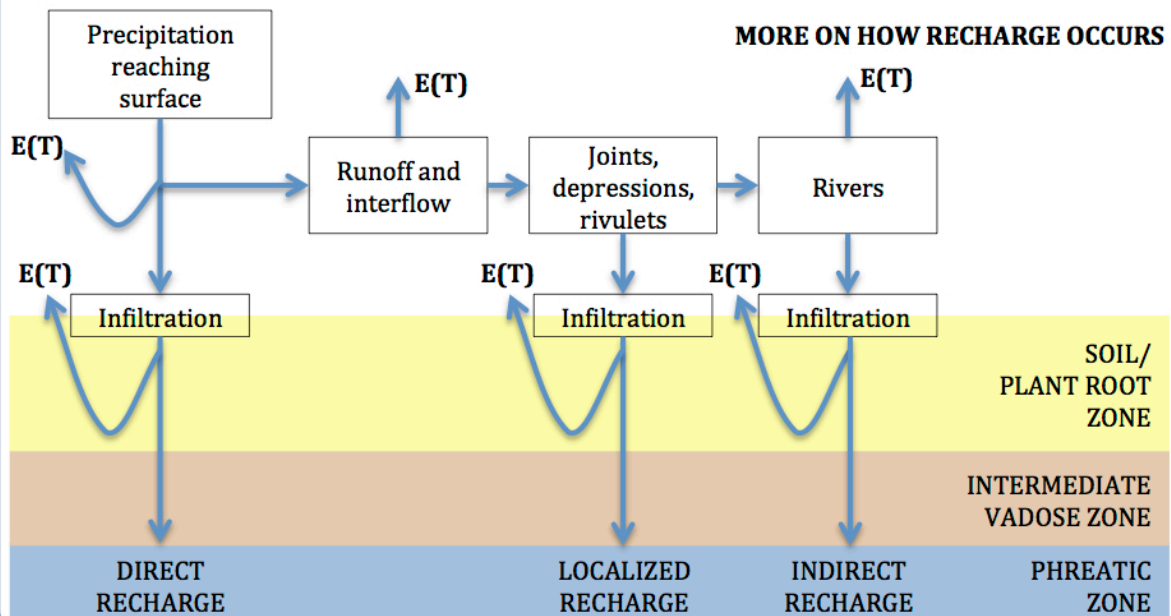 MORE ON HOW RECHARGE OCCURS
Precipitation
reaching
surface
E(T)
E(T)
E(T)
Runoff and
interflow
Joints,
depressions,
rivulets
Rivers
E(T)
E(T)
E(T)
Infiltration
Infiltration
Infiltration
SOIL/
PLANT ROOT
ZONE
INTERMEDIATE
VADOSE ZONE
DIRECT
RECHARGE
LOCALIZED
RECHARGE
INDIRECT
RECHARGE
PHREATIC
ZONE